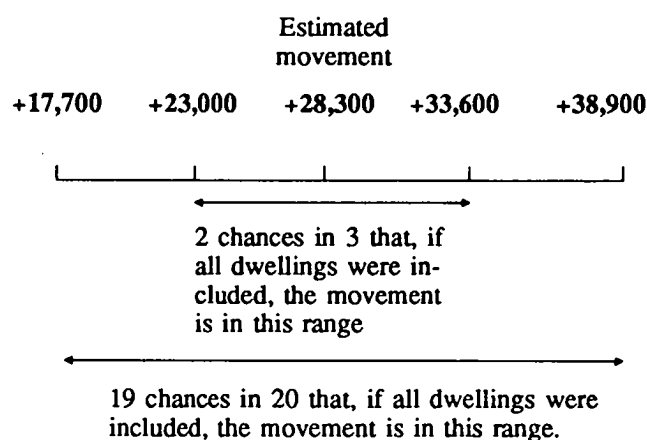 Estimated
movement
+17,700 +23,000 +28,300 +33,600 +38,900
2 chances in 3 that, if
all dwellings were in-
cluded, the movement
is in this range
19 chances in 20 that, if all dwellings were
included, the movement is in this range.